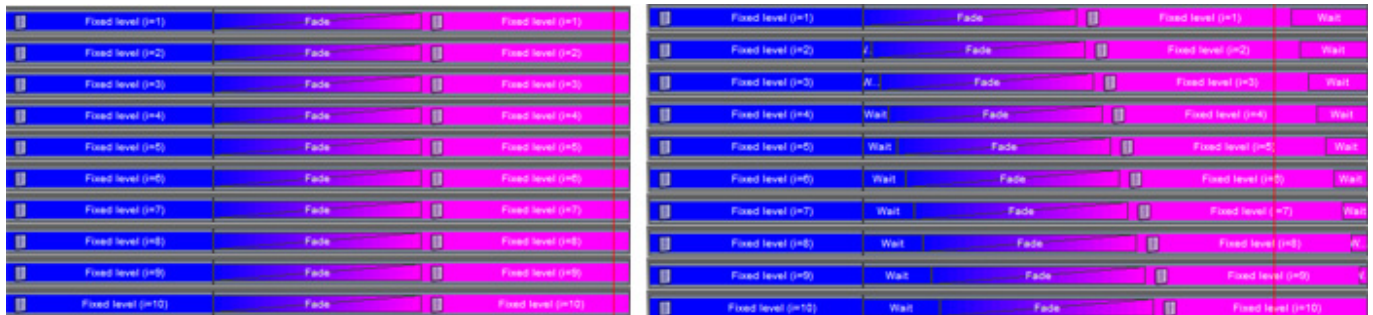 Fixed level (i=1) Fade Fixed level (i=1)
Fixed level (i=2) Fade Fixed level (i=2)
Fixed level (i=3) Fade Fixed level (i=3)
Fixed level (i=4) Fade Fixed level (i=4)
Fixed level (i=5) Fade Fixed level (i=5)
Fixed level (i=6) Fade Fixed level (i=6)
Fixed level (i=7) Fade Fixed level (i=7)
Fixed level (i=8) Fade Fixed level (i=8)
Fixed level (i=9) Fade Fixed level (i=9)
Fixed level (i=10) Fade Fixed level (i=10)
Fixed level (i=1) Fade Fixed level (i=1) Wait
Fixed level (i=2) Fade Fixed level (i=2) Wait
Fixed level (i=3) W... Fade Fixed level (i=3) Wait
Fixed level (i=4) Wait Fade Fixed level (i=4) Wait
Fixed level (i=5) Wait Fade Fixed level (i=5) Wait
Fixed level (i=6) Wait Fade Fixed level (i=6) Wait
Fixed level (i=7) Wait Fade Fixed level (i=7) Wait
Fixed level (i=8) Wait Fade Fixed level (i=8) W...
Fixed level (i=9) Wait Fade Fixed level (i=9)
Fixed level (i=10) Wait Fade Fixed level (i=10)